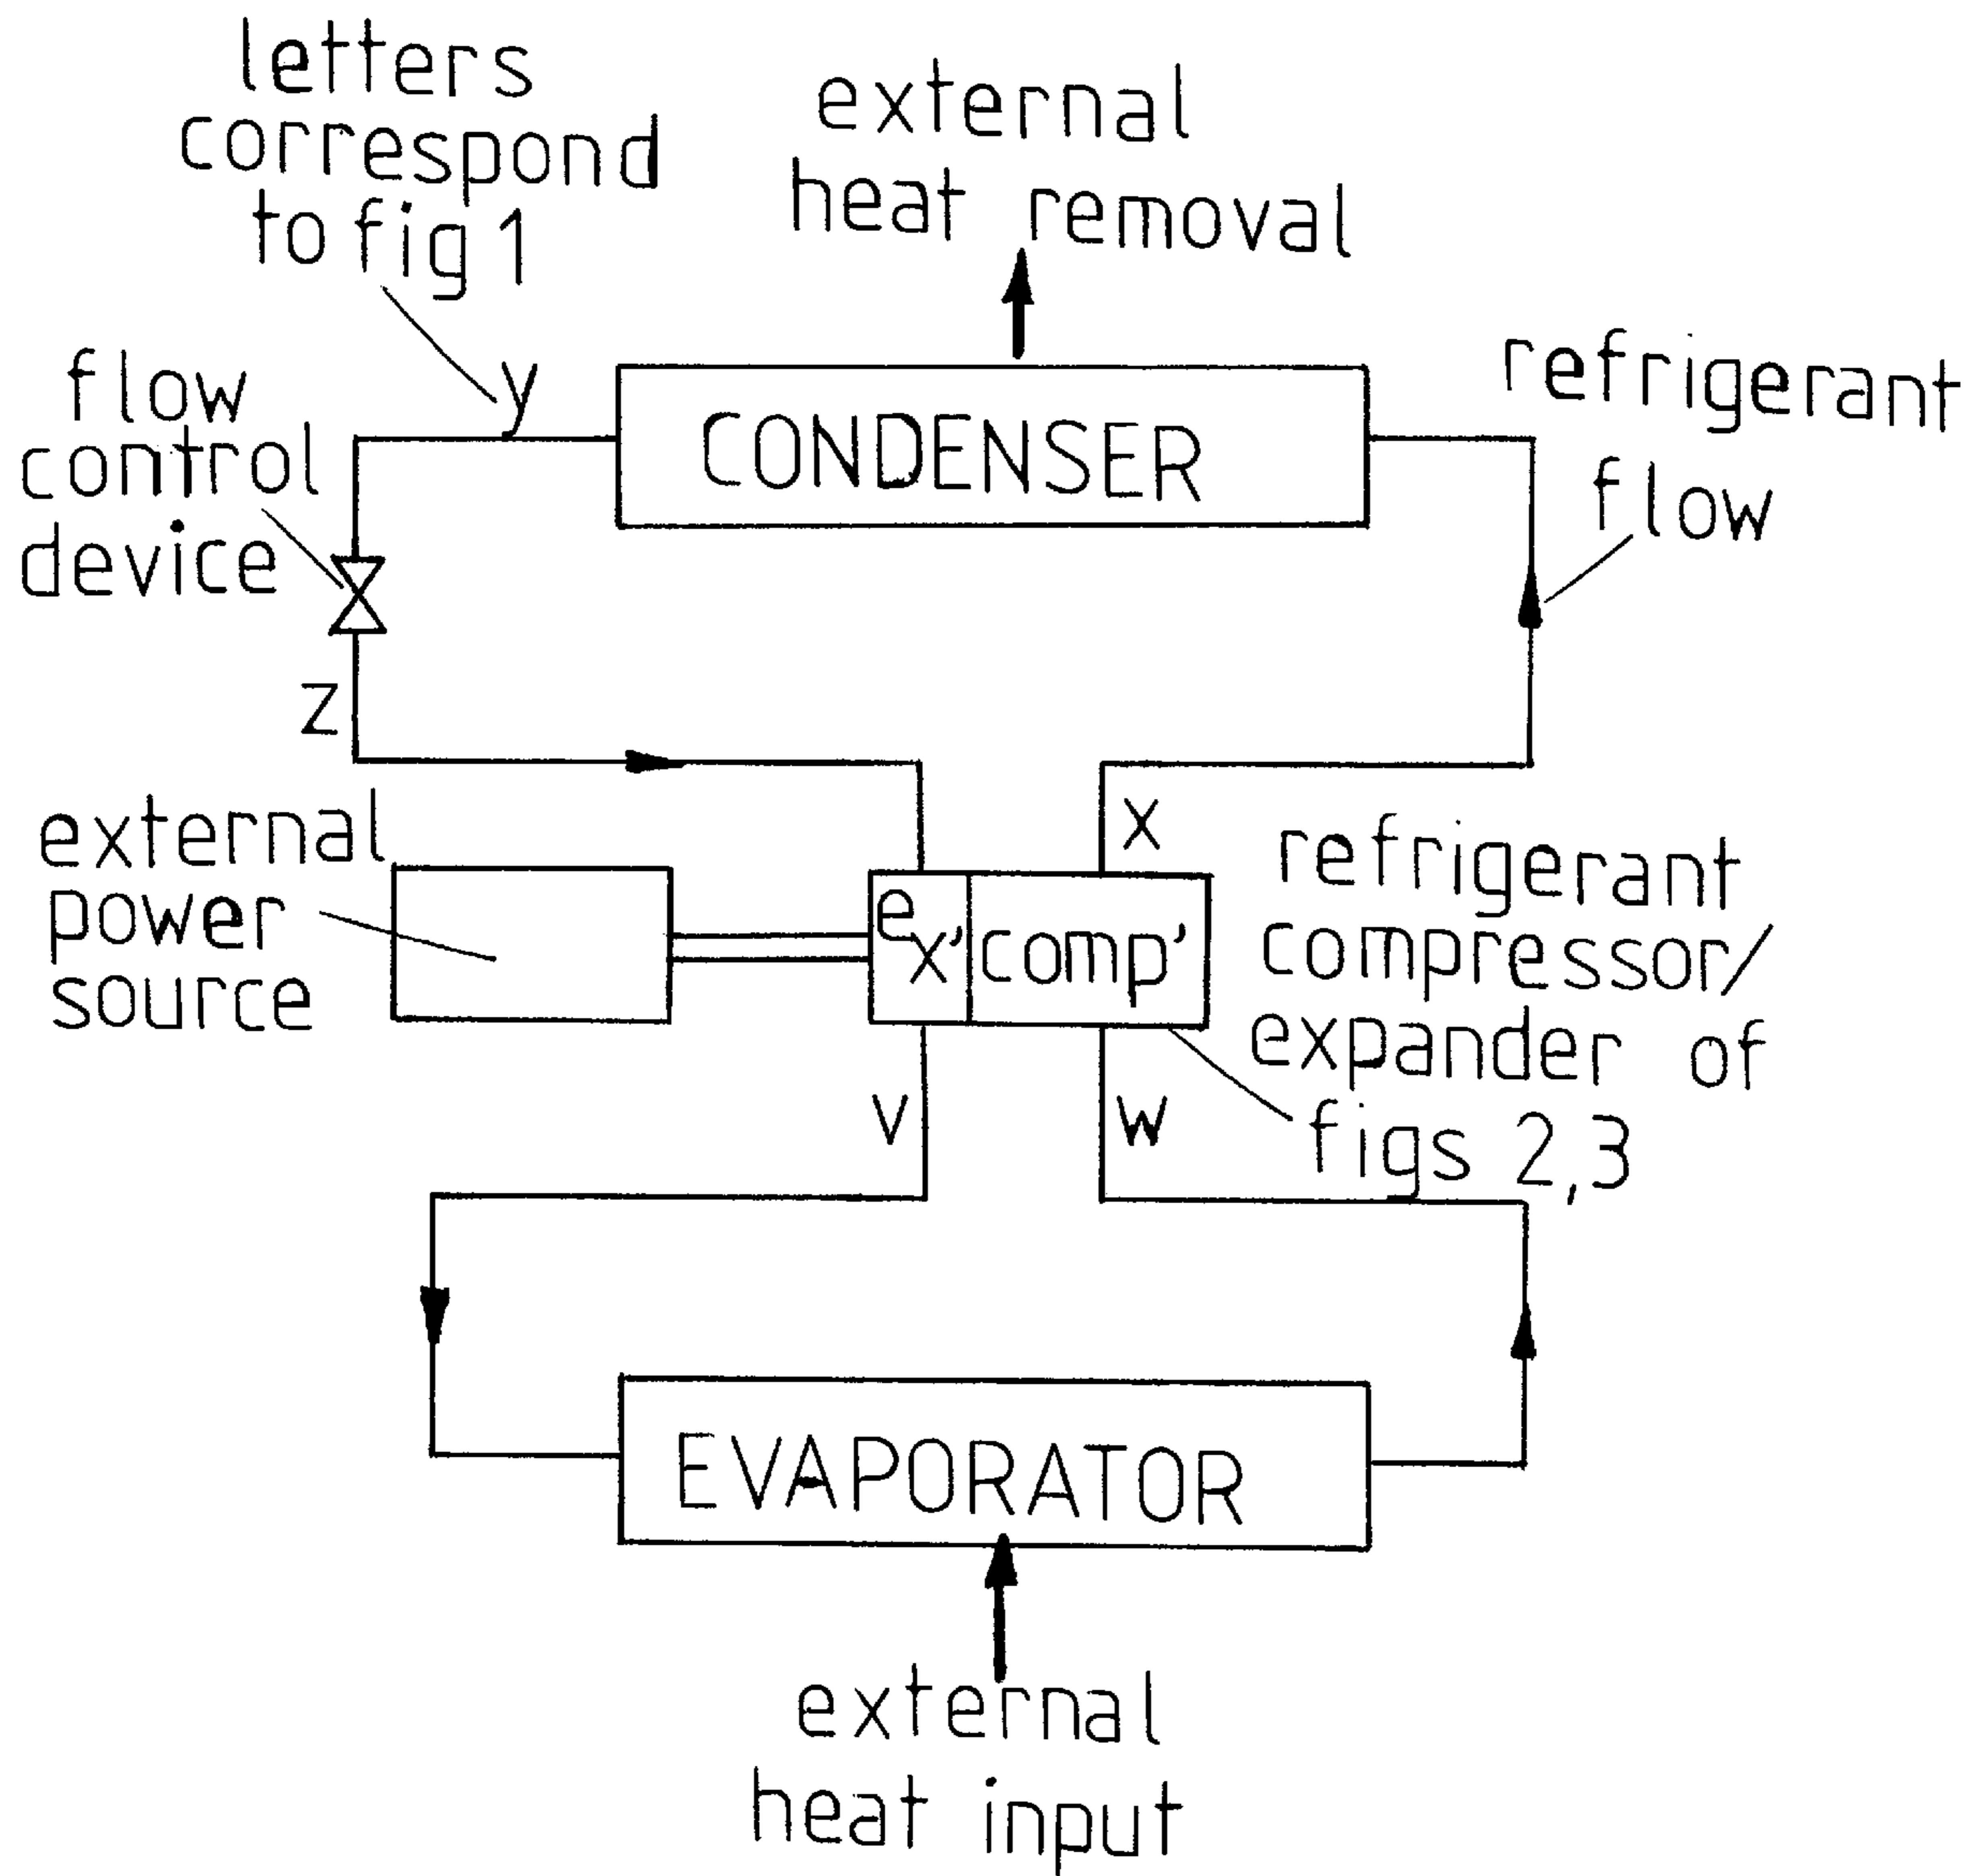 letters
correspond
to fig 1
external
heat removal
flow
control
device
y
CONDENSER
refrigerant
flow
z
x
external
power
source
ex'
comp'
refrigerant
compressor/
expander of
figs 2,3
v
w
EVAPORATOR
external
heat input